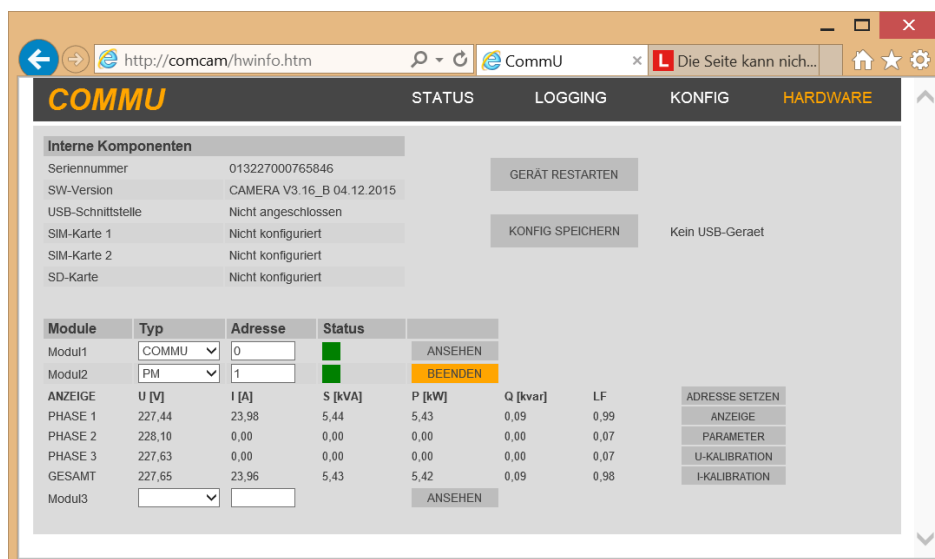 http://comcam/hwinfo.htm CommU Die Seite kann nich...
COMMU STATUS LOGGING KONFIG HARDWARE
Interne Komponenten
Seriennummer 013227000765846
GERÄT RESTARTEN
SW-Version CAMERA V3.16_B 04.12.2015
USB-Schnittstelle Nicht angeschlossen
SIM-Karte 1 Nicht konfiguriert
KONFIG SPEICHERN Kein USB-Geraet
SIM-Karte 2 Nicht konfiguriert
SD-Karte Nicht konfiguriert
Module Typ Adresse Status
Modul1 COMMU 0 ANSEHEN
Modul2 PM 1 BEENDEN
ANZEIGE U [V] I [A] S [kVA] P [kW] Q [kvar] LF ADRESSE SETZEN
PHASE 1 227,44 23,98 5,44 5,43 0,09 0,99 ANZEIGE
PHASE 2 228,10 0,00 0,00 0,00 0,00 0,07 PARAMETER
PHASE 3 227,63 0,00 0,00 0,00 0,00 0,07 U-KALIBRATION
GESAMT 227,65 23,96 5,43 5,42 0,09 0,98 I-KALIBRATION
Modul3 ANSEHEN